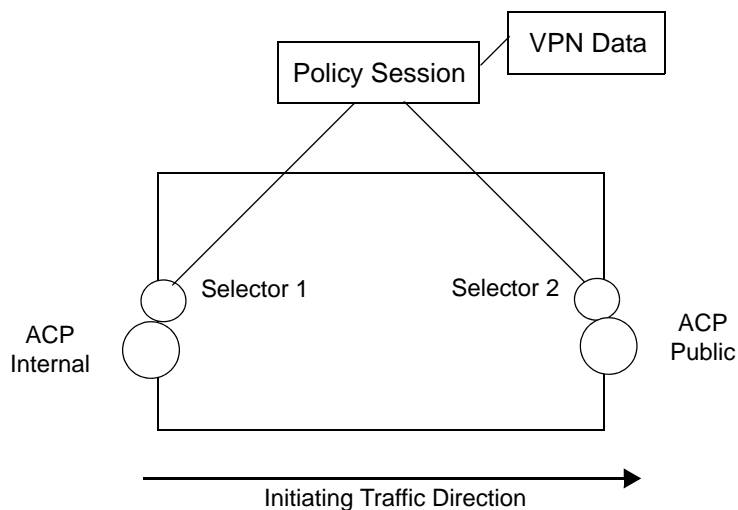 VPN Data
Policy Session
Selector 1
Selector 2
ACP
Internal
ACP
Public
Initiating Traffic Direction